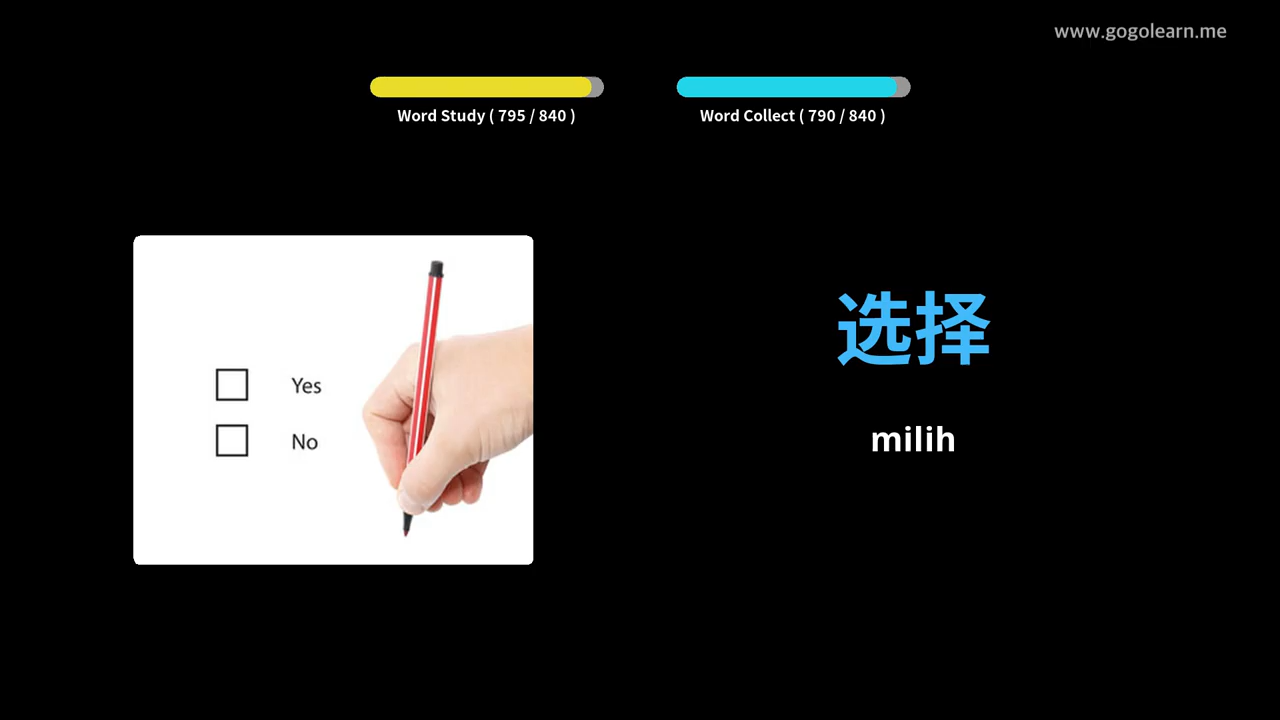 www.gogolearn.me
Word Study ( 795 / 840 )
Word Collect ( 790 / 840 )
Yes
No
选择
milih